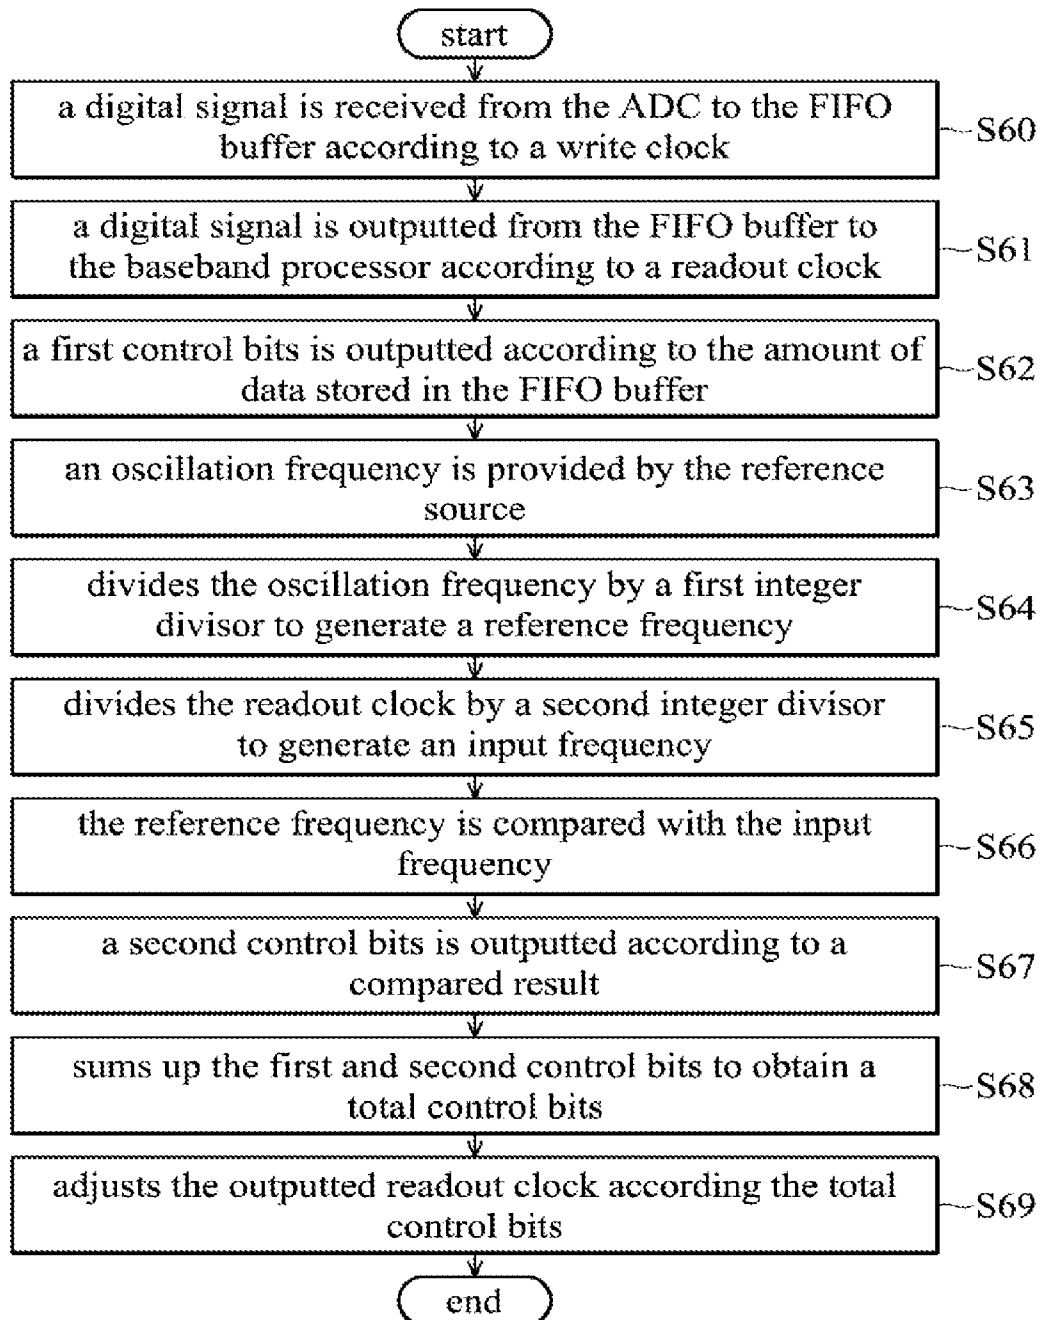 start
a digital signal is received from the ADC to the FIFO
buffer according to a write clock
S60
a digital signal is outputted from the FIFO buffer to
the baseband processor according to a readout clock
S61
a first control bits is outputted according to the amount of
data stored in the FIFO buffer
S62
an oscillation frequency is provided by the reference
source
S63
divides the oscillation frequency by a first integer
divisor to generate a reference frequency
S64
divides the readout clock by a second integer divisor
to generate an input frequency
S65
the reference frequency is compared with the input
frequency
S66
a second control bits is outputted according to a
compared result
S67
sums up the first and second control bits to obtain a
total control bits
S68
adjusts the outputted readout clock according the total
control bits
S69
end